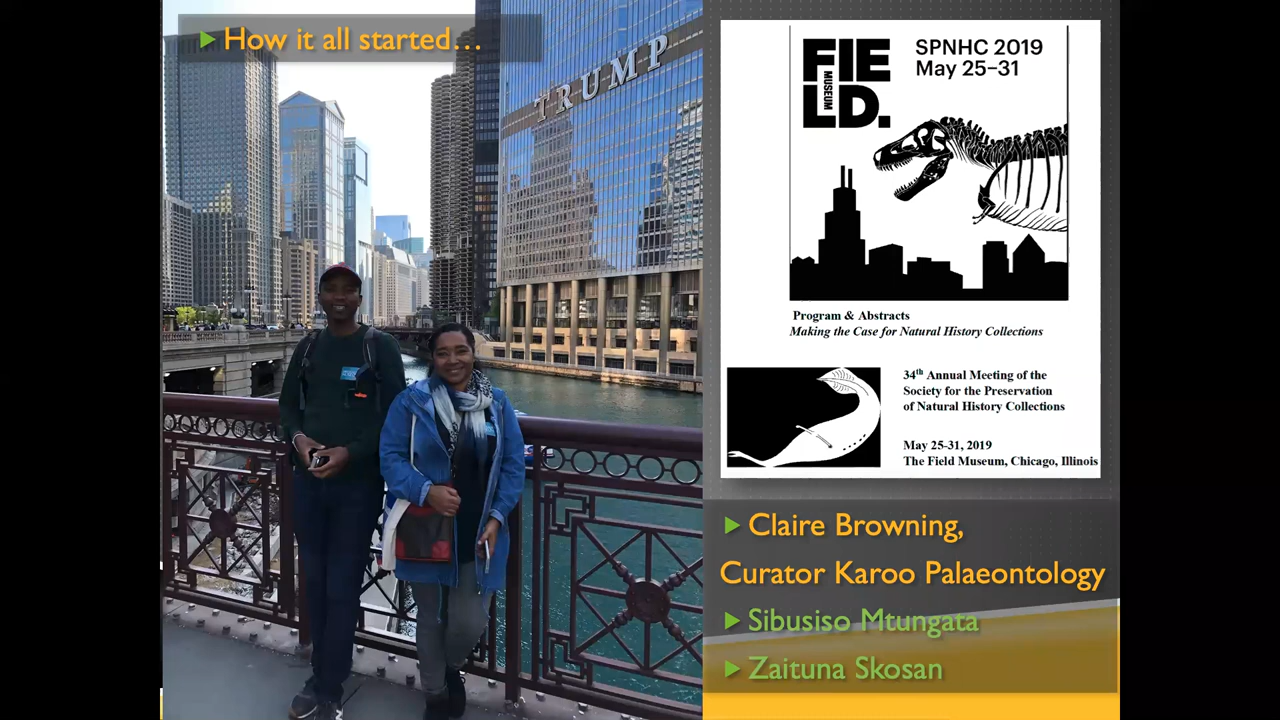 How it all started…
TRUMP
FIE
MUSEUM
LD.
SPNHC 2019
May 25–31
Program & Abstracts
Making the Case for Natural History Collections
34th Annual Meeting of the
Society for the Preservation
of Natural History Collections
May 25-31, 2019
The Field Museum, Chicago, Illinois
Claire Browning,
Curator Karoo Palaeontology
Sibusiso Mtungata
Zaituna Skosan